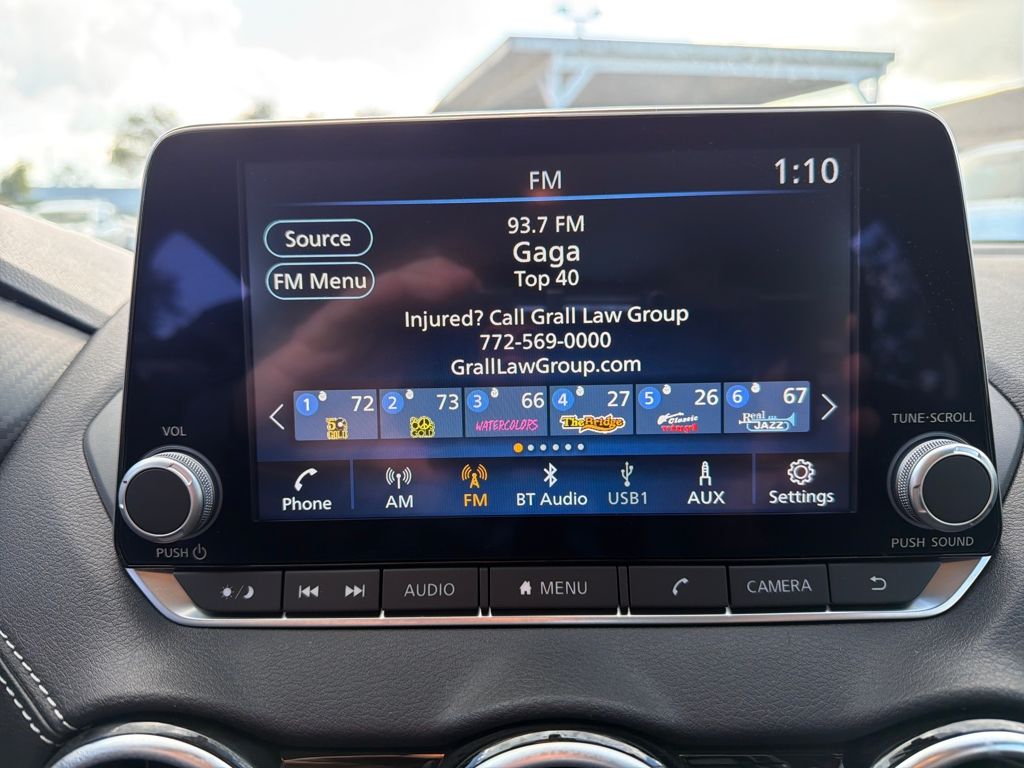 FM
1:10
Source
FM Menu
93.7 FM
Gaga
Top 40
Injured? Call Grall Law Group
772-569-0000
GrallLawGroup.com
1 72 2 73 3 66 4 27 5 26 6 67
50s GOLD
GOLD
WATERCOLORS
The Bridge
Classic
Real... JAZZ
Phone
AM
FM
BT Audio
USB1
AUX
Settings
VOL
PUSH
TUNE·SCROLL
PUSH SOUND
AUDIO
MENU
CAMERA